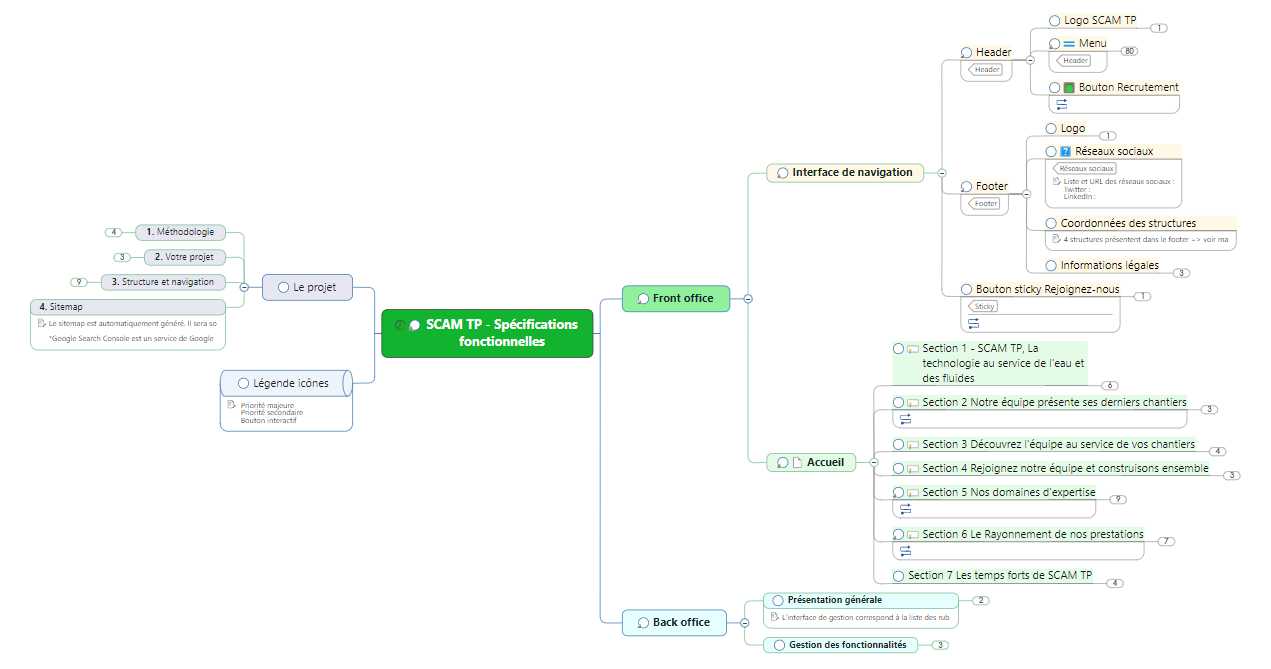 SCAM TP - Spécifications
fonctionnelles
Le projet
1. Méthodologie
4
2. Votre projet
3
3. Structure et navigation
9
4. Sitemap
Le sitemap est automatiquement généré. Il sera so
*Google Search Console est un service de Google
Légende icônes
Priorité majeure
Priorité secondaire
Bouton interactif
Front office
Interface de navigation
Header
Header
Logo SCAM TP
1
Menu
80
Header
Bouton Recrutement
Footer
Footer
Logo
1
Réseaux sociaux
Réseaux sociaux
Liste et URL des réseaux sociaux :
Twitter :
LinkedIn :
Coordonnées des structures
4 structures présentent dans le footer => voir ma
Informations légales
3
Bouton sticky Rejoignez-nous
1
Sticky
Accueil
Section 1 - SCAM TP, La
technologie au service de l'eau et
des fluides
6
Section 2 Notre équipe présente ses derniers chantiers
3
Section 3 Découvrez l'équipe au service de vos chantiers
4
Section 4 Rejoignez notre équipe et construisons ensemble
3
Section 5 Nos domaines d'expertise
9
Section 6 Le Rayonnement de nos prestations
7
Section 7 Les temps forts de SCAM TP
4
Back office
Présentation générale
2
L'interface de gestion correspond à la liste des rub
Gestion des fonctionnalités
3